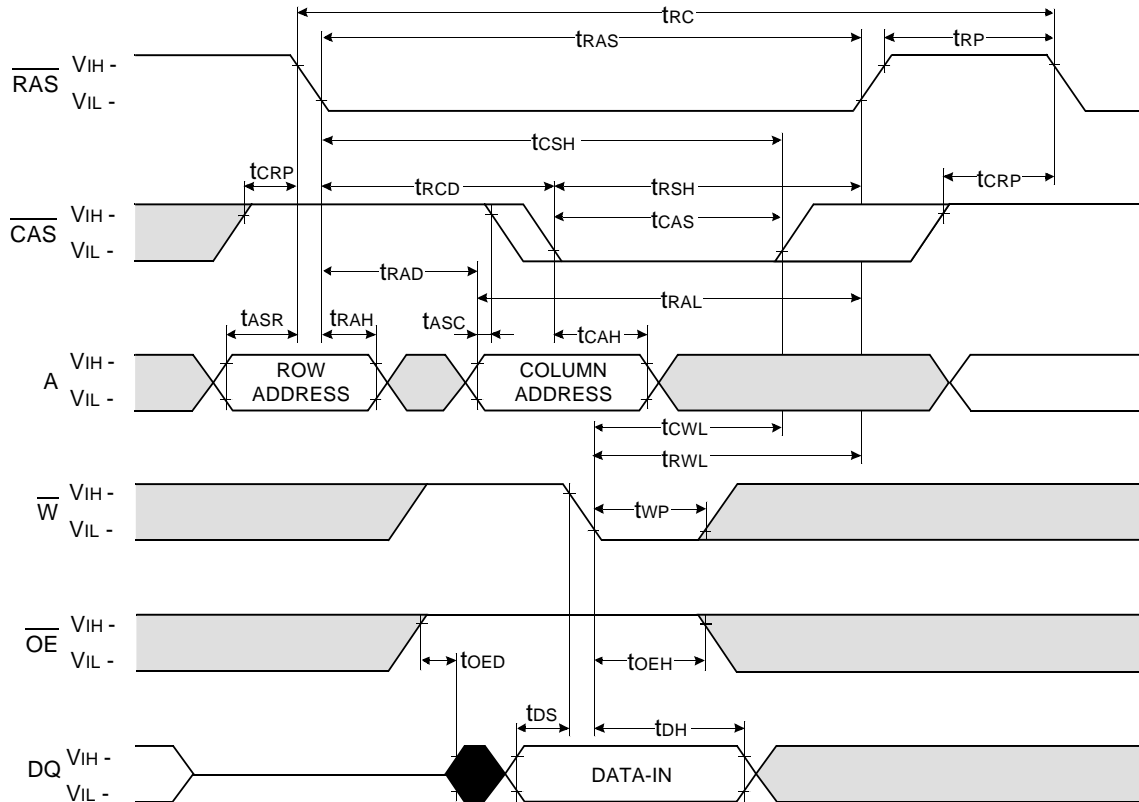 tRC
tRAS
tRP
RAS
VIH -
VIL -
tCSH
tCRP
tRCD
tRSH
tCRP
CAS
VIH -
VIL -
tCAS
tRAD
tRAL
tASR
tRAH
tASC
tCAH
A
VIH -
VIL -
ROW
ADDRESS
COLUMN
ADDRESS
tCWL
tRWL
W
VIH -
VIL -
tWP
OE
VIH -
VIL -
tOED
tOEH
tDS
tDH
DQ
VIH -
VIL -
DATA-IN